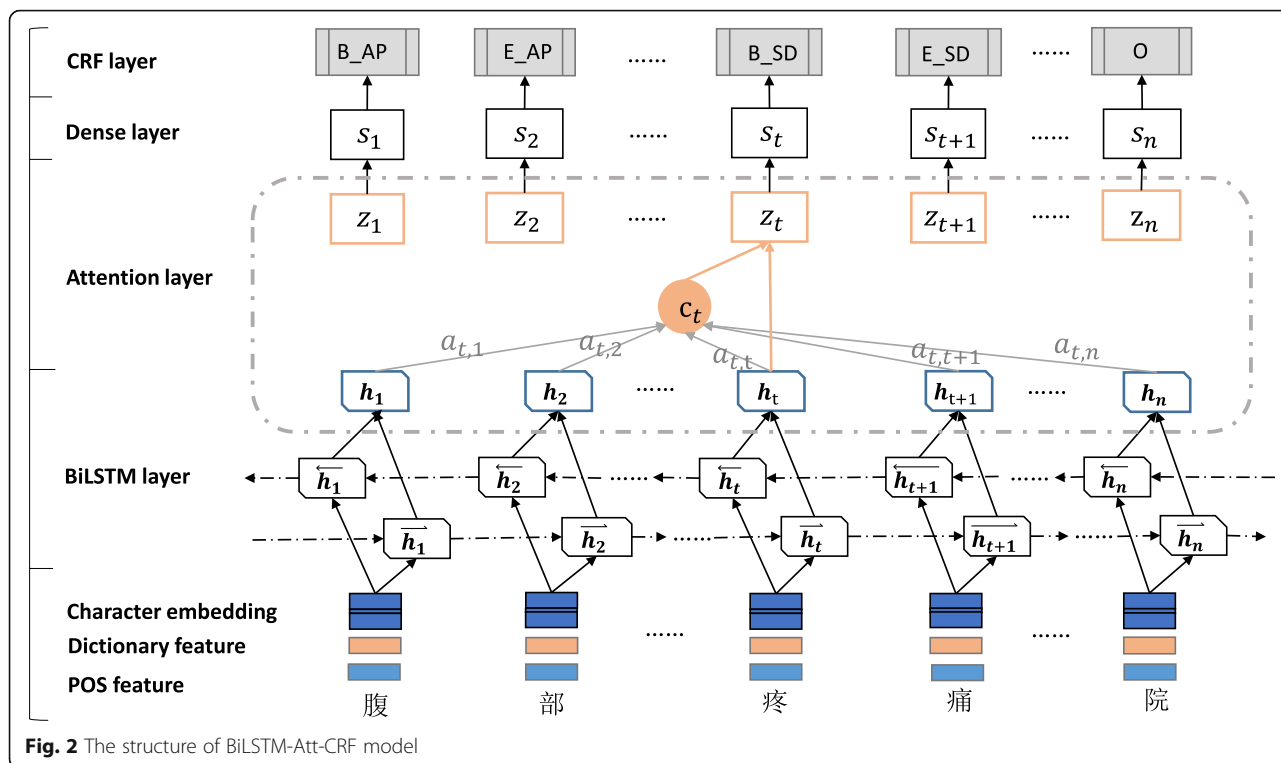 CRF layer B_AP E_AP ...... B_SD E_SD ...... O
Dense layer s₁ s₂ ...... sₜ sₜ₊₁ ...... sₙ
z₁ z₂ ...... zₜ zₜ₊₁ ...... zₙ
Attention layer
cₜ
aₜ,₁ aₜ,₂ aₜ,ₜ aₜ,ₜ₊₁ aₜ,ₙ
h₁ h₂ ...... hₜ hₜ₊₁ ...... hₙ
BiLSTM layer h₁ h₂ ...... hₜ hₜ₊₁ ...... hₙ
h₁ h₂ ...... hₜ hₜ₊₁ ...... hₙ
Character embedding
...... ......
Dictionary feature
POS feature
腹 部 疼 痛 院
Fig. 2 The structure of BiLSTM-Att-CRF model